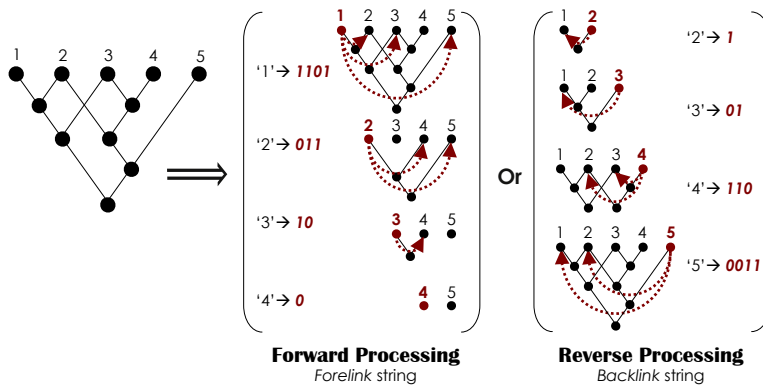 1 2 3 4 5
1 2 3 4 5
'1'→ 1101
2 3 4 5
'2'→ 011
3 4 5
'3'→ 10
4 5
'4'→ 0
Forward Processing
Forelink string
Or
1 2
'2'→ 1
1 2 3
'3'→ 01
1 2 3 4
'4'→ 110
1 2 3 4 5
'5'→ 0011
Reverse Processing
Backlink string